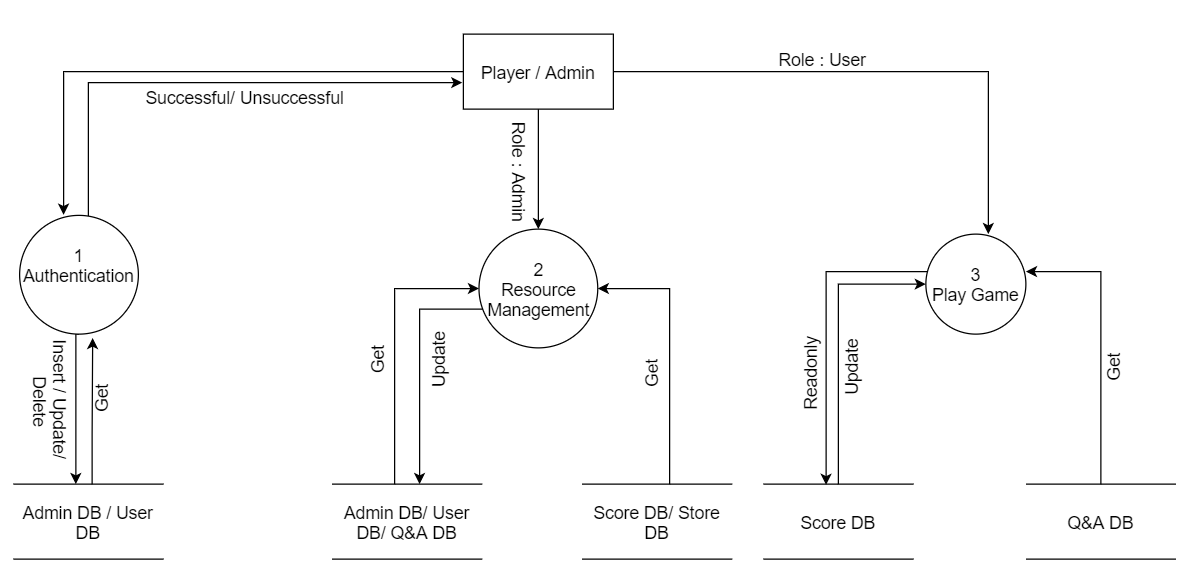 Player / Admin
Role : User
Successful/ Unsuccessful
Role : Admin
1
Authentication
2
Resource
Management
3
Play Game
Insert / Update/
Delete
Get
Get
Update
Get
Readonly
Update
Get
Admin DB / User
DB
Admin DB/ User
DB/ Q&A DB
Score DB/ Store
DB
Score DB
Q&A DB